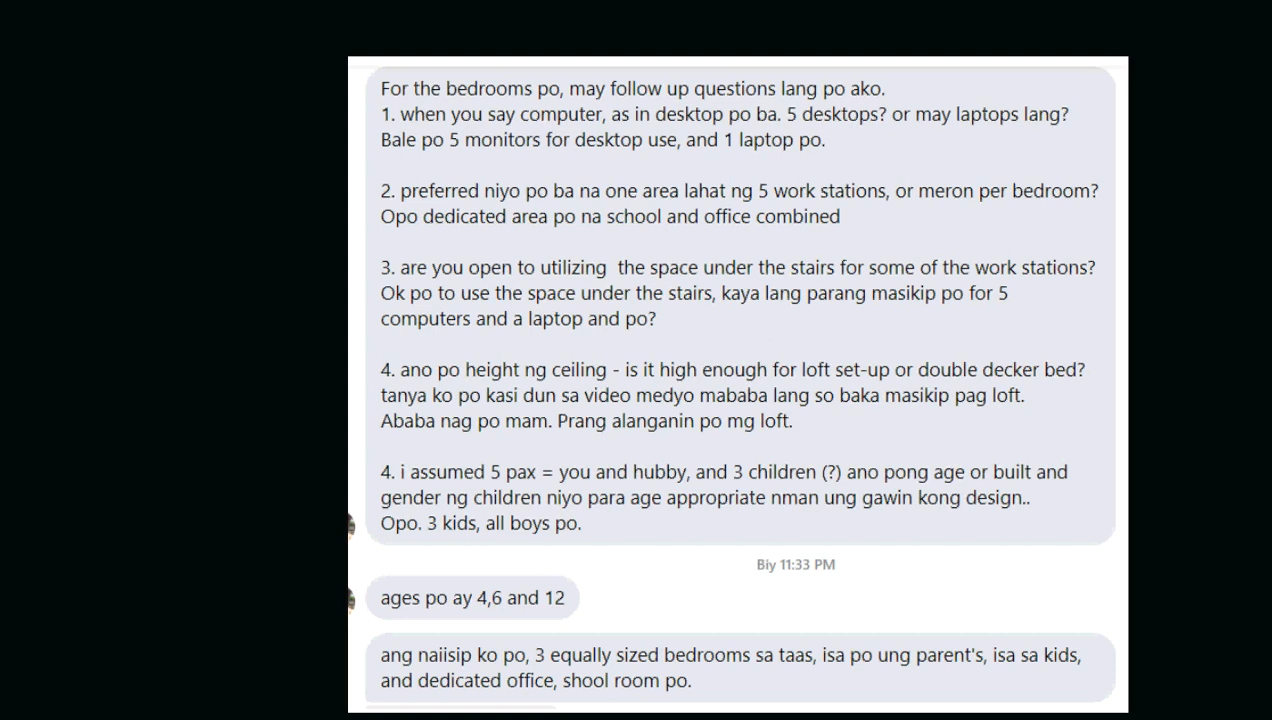 For the bedrooms po, may follow up questions lang po ako.
1. when you say computer, as in desktop po ba. 5 desktops? or may laptops lang?
Bale po 5 monitors for desktop use, and 1 laptop po.
2. preferred niyo po ba na one area lahat ng 5 work stations, or meron per bedroom?
Opo dedicated area po na school and office combined
3. are you open to utilizing  the space under the stairs for some of the work stations?
Ok po to use the space under the stairs, kaya lang parang masikip po for 5
computers and a laptop and po?
4. ano po height ng ceiling - is it high enough for loft set-up or double decker bed?
tanya ko po kasi dun sa video medyo mababa lang so baka masikip pag loft.
Ababa nag po mam. Prang alanganin po mg loft.
4. i assumed 5 pax = you and hubby, and 3 children (?) ano pong age or built and
gender ng children niyo para age appropriate nman ung gawin kong design..
Opo. 3 kids, all boys po.
Biy 11:33 PM
ages po ay 4,6 and 12
ang naiisip ko po, 3 equally sized bedrooms sa taas, isa po ung parent's, isa sa kids,
and dedicated office, shool room po.